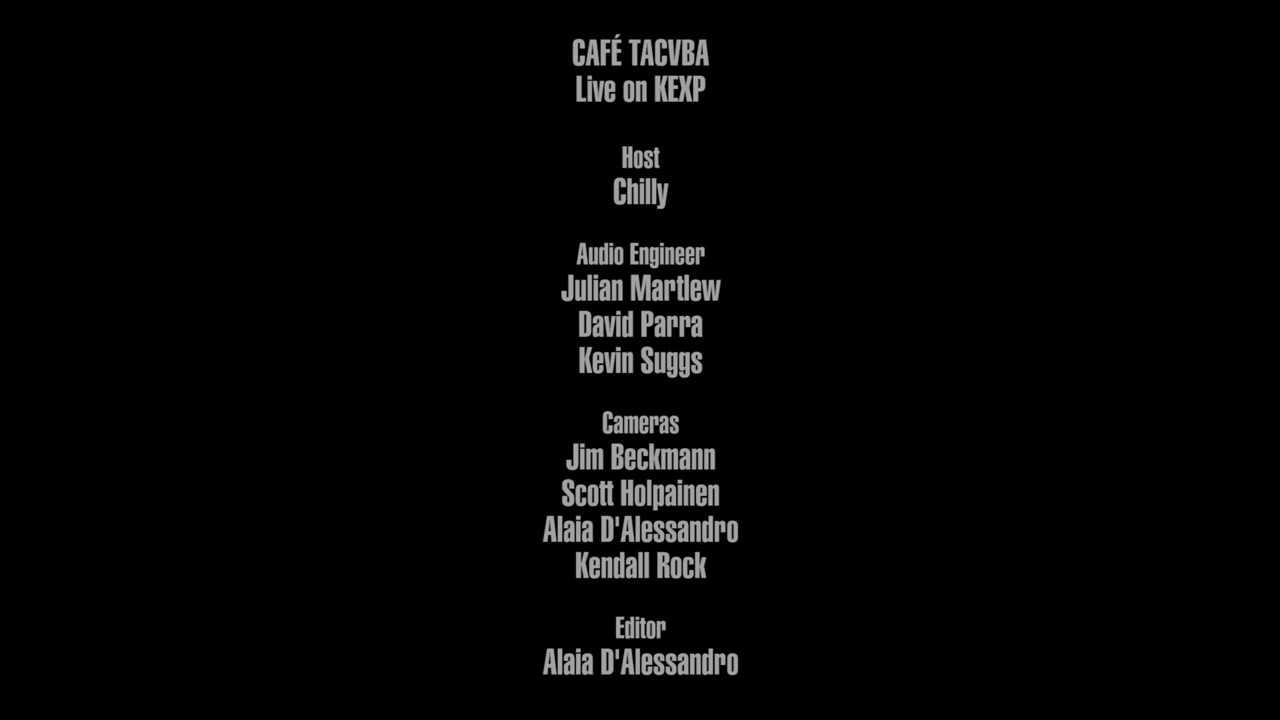 CAFÉ TACVBA
Live on KEXP
Host
Chilly
Audio Engineer
Julian Martlew
David Parra
Kevin Suggs
Cameras
Jim Beckmann
Scott Holpainen
Alaia D'Alessandro
Kendall Rock
Editor
Alaia D'Alessandro